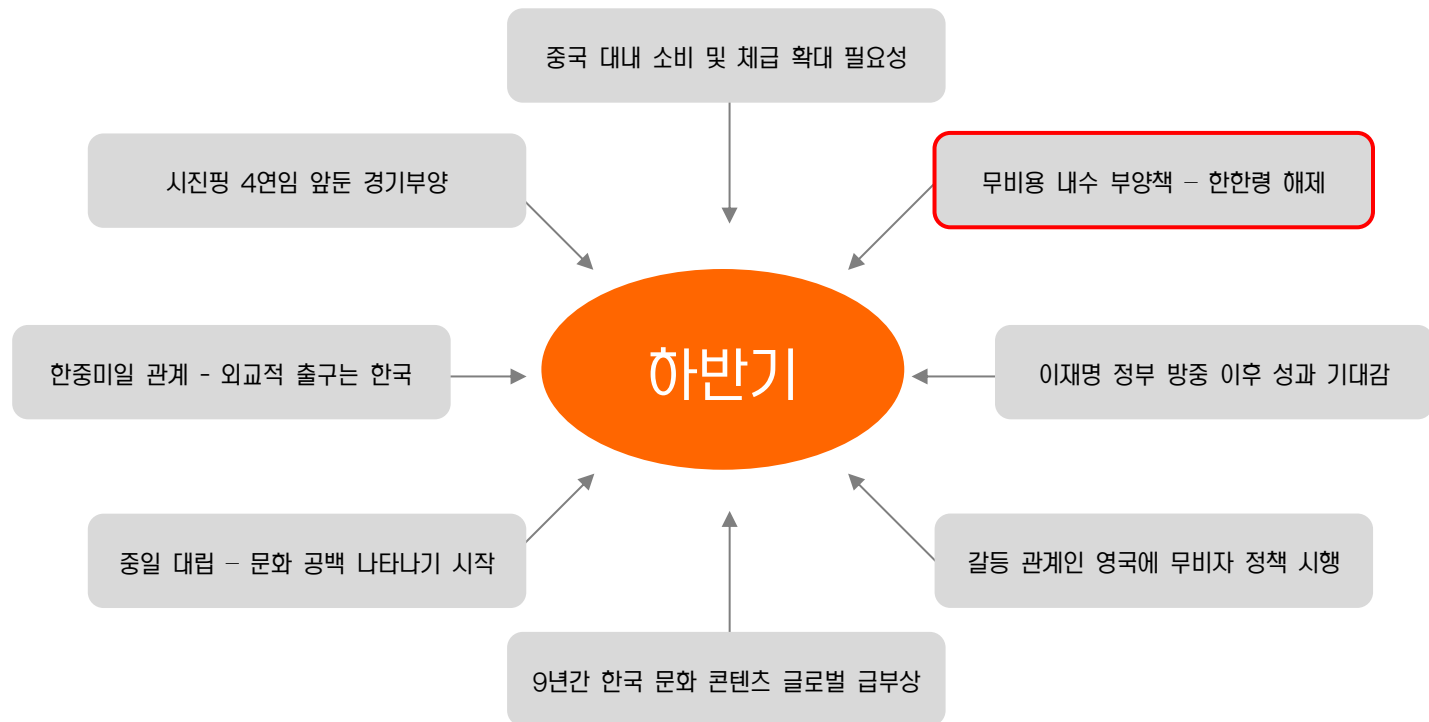 중국 대내 소비 및 체급 확대 필요성
시진핑 4연임 앞둔 경기부양
무비용 내수 부양책 – 한한령 해제
한중미일 관계 - 외교적 출구는 한국
하반기
이재명 정부 방중 이후 성과 기대감
중일 대립 – 문화 공백 나타나기 시작
갈등 관계인 영국에 무비자 정책 시행
9년간 한국 문화 콘텐츠 글로벌 급부상